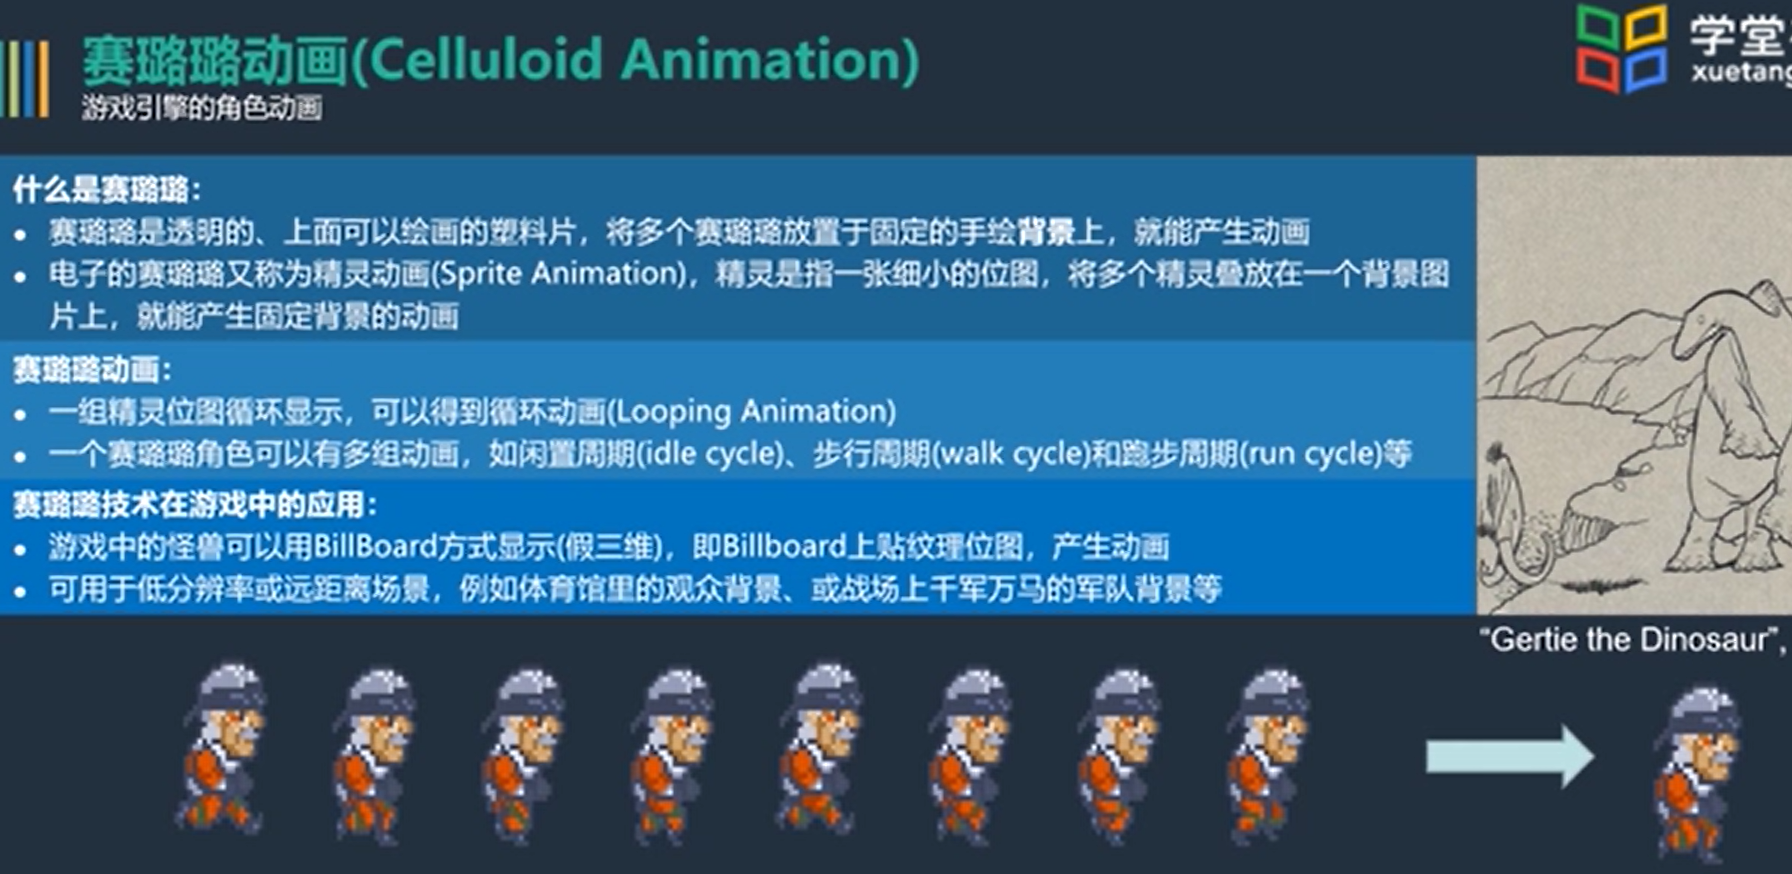 赛璐璐动画(Celluloid Animation)
游戏引擎的角色动画
学堂
xuetang
什么是赛璐璐：
• 赛璐璐是透明的、上面可以绘画的塑料片，将多个赛璐璐放置于固定的手绘背景上，就能产生动画
• 电子的赛璐璐又称为精灵动画(Sprite Animation)，精灵是指一张细小的位图，将多个精灵叠放在一个背景图
片上，就能产生固定背景的动画
赛璐璐动画：
• 一组精灵位图循环显示，可以得到循环动画(Looping Animation)
• 一个赛璐璐角色可以有多组动画，如闲置周期(idle cycle)、步行周期(walk cycle)和跑步周期(run cycle)等
赛璐璐技术在游戏中的应用：
• 游戏中的怪兽可以用BillBoard方式显示(假三维)，即Billboard上贴纹理位图，产生动画
• 可用于低分辨率或远距离场景，例如体育馆里的观众背景、或战场上千军万马的军队背景等
“Gertie the Dinosaur”,